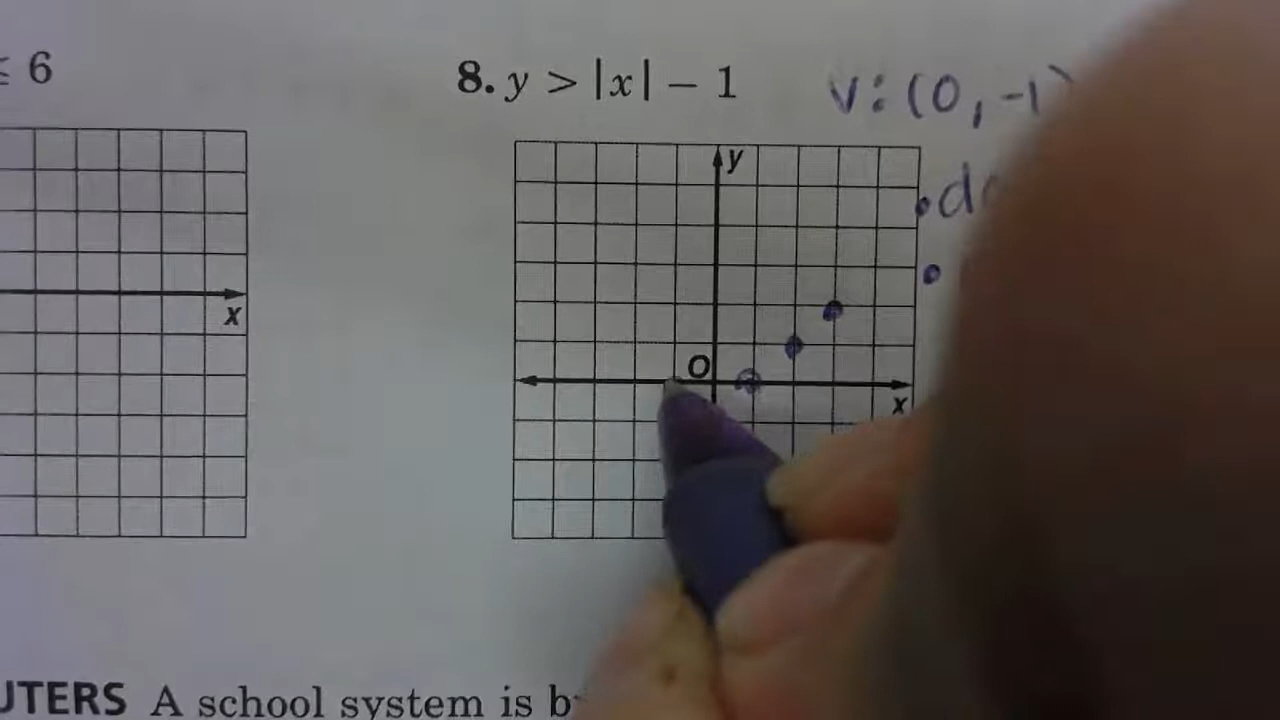 ≤ 6
8. y > |x| − 1
v: (0, -1)
y
x
O
x
UTERS A school system is b